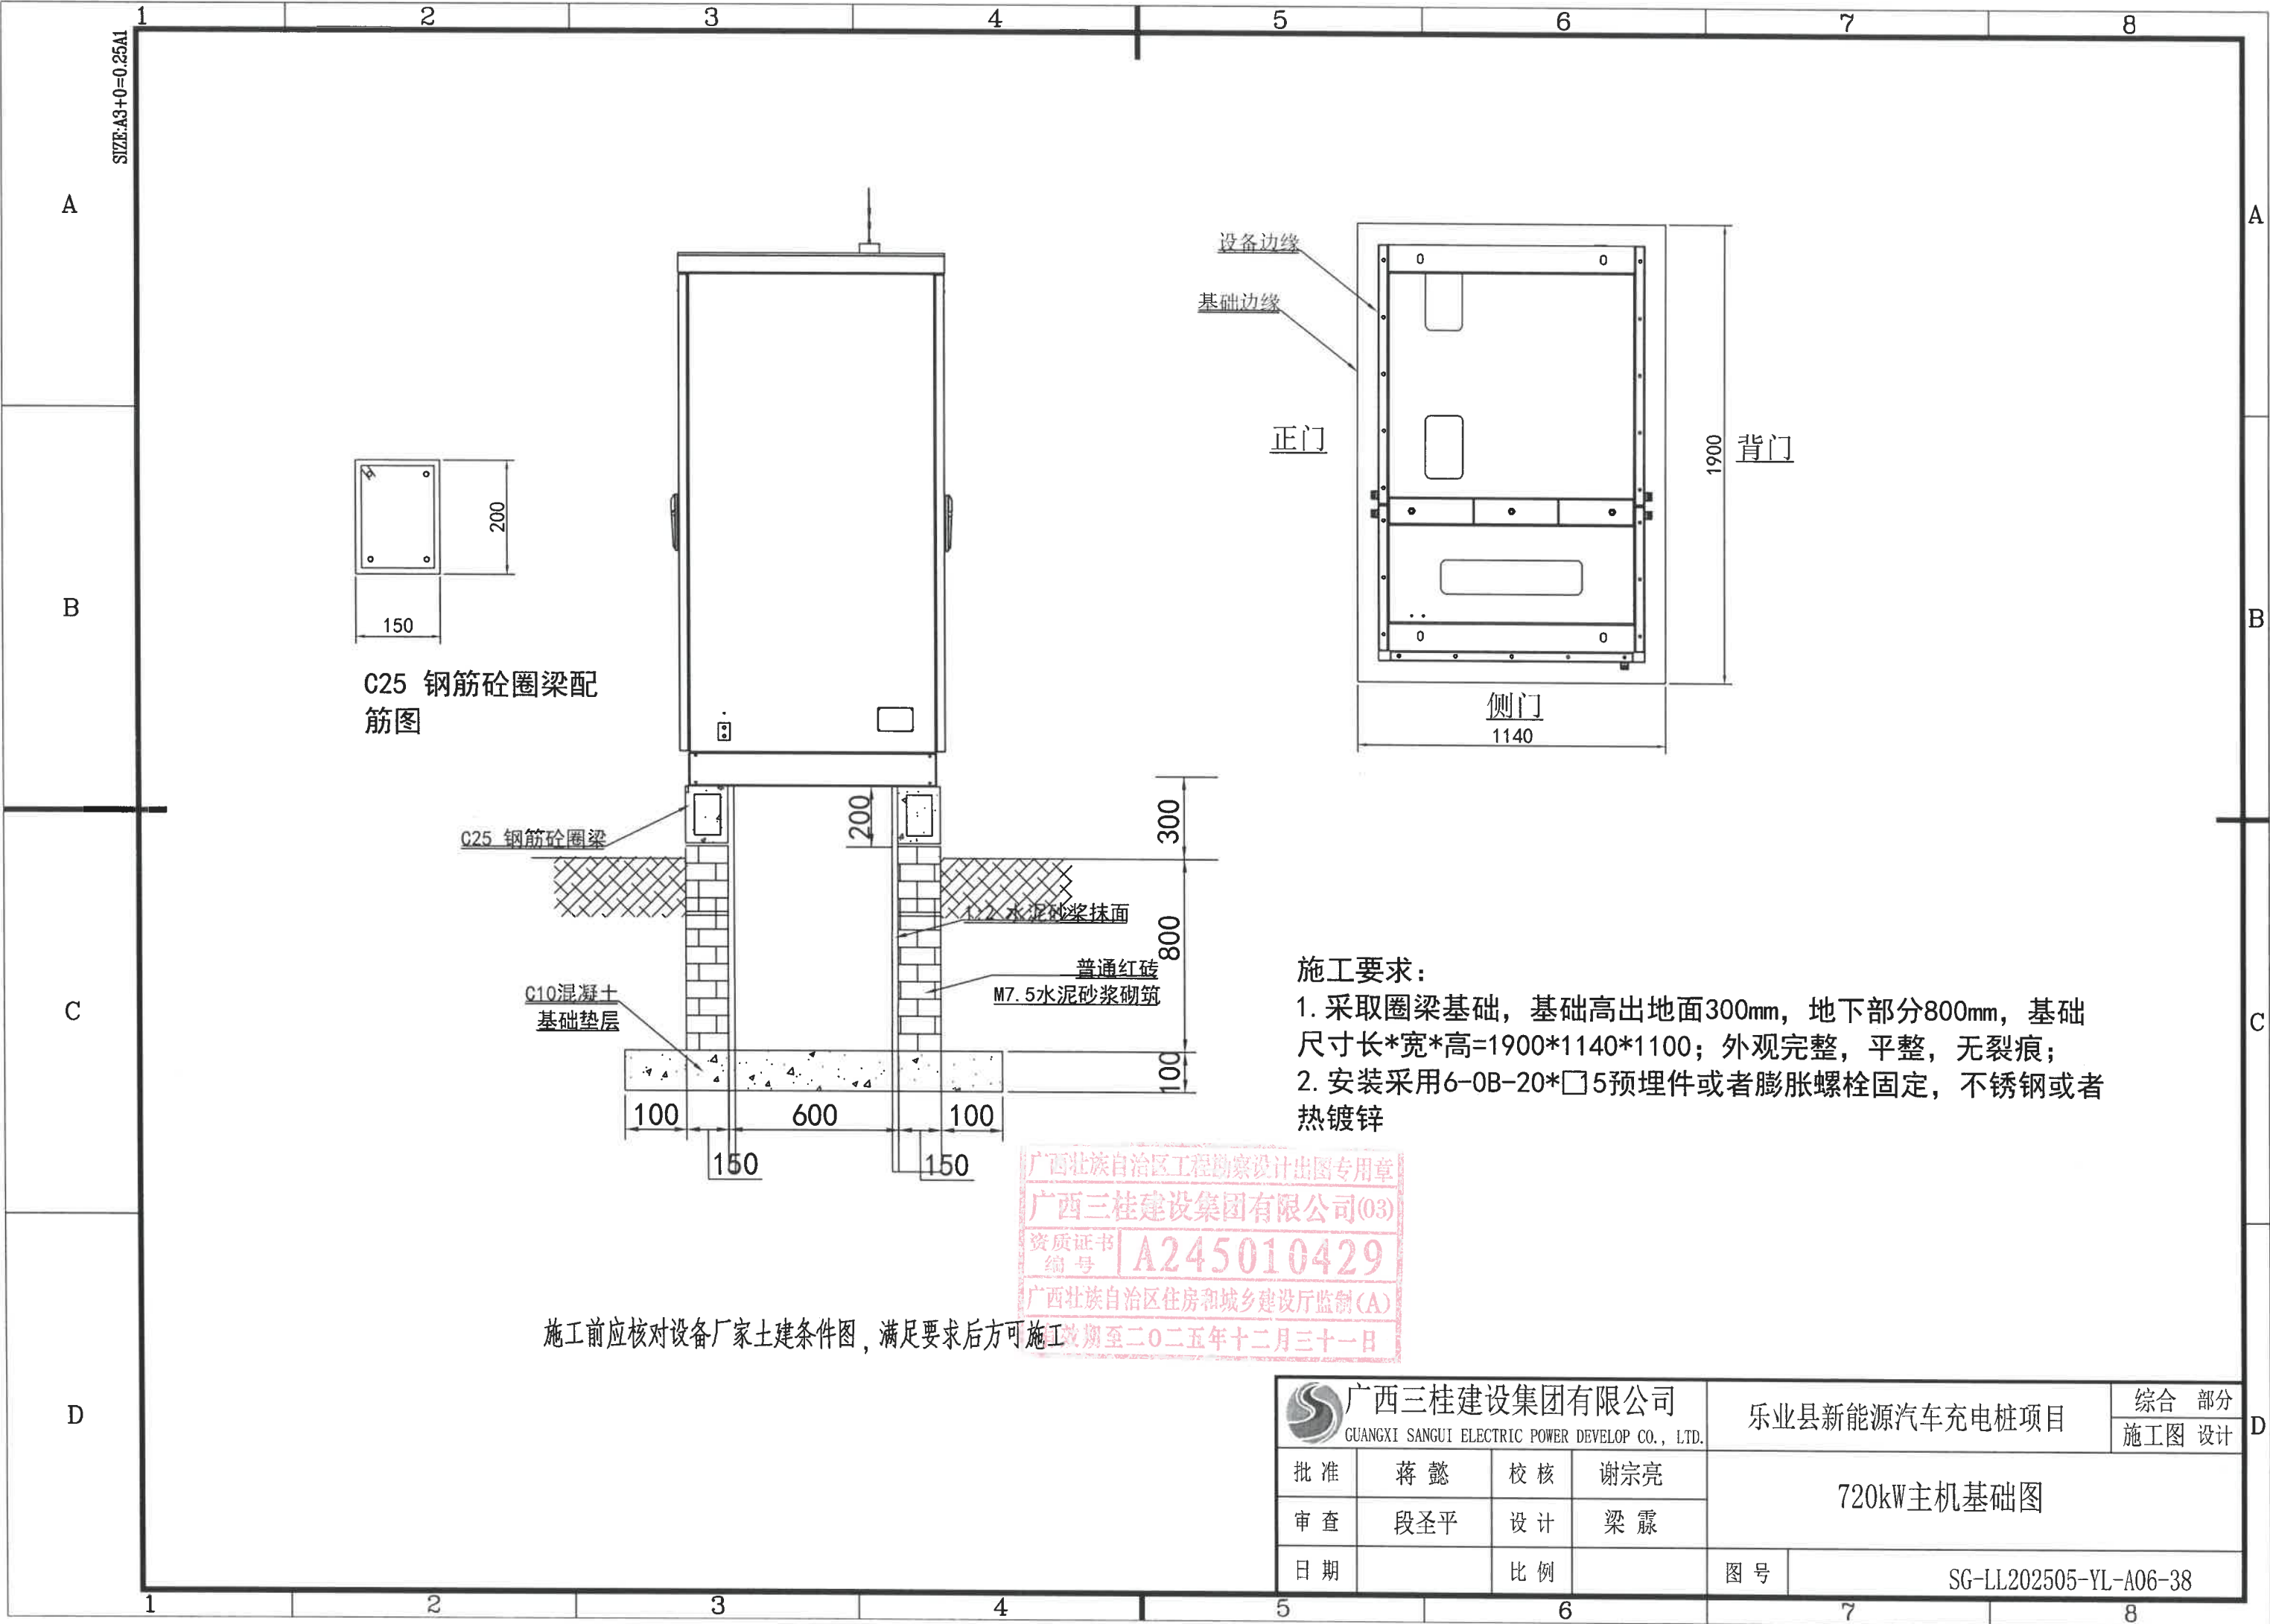 1 2 3 4 5 6 7 8
SIZE:A3+0=0.25A1
A
A
B
B
C
C
D
D
设备边缘
基础边缘
正门
1900
背门
侧门
1140
200
150
C25 钢筋砼圈梁配
筋图
C25 钢筋砼圈梁
200
300
1:2 水泥砂浆抹面
800
普通红砖
M7.5水泥砂浆砌筑
C10混凝土
基础垫层
100
100
600
100
150
150
施工要求：
1.采取圈梁基础，基础高出地面300mm，地下部分800mm，基础
尺寸长*宽*高=1900*1140*1100；外观完整，平整，无裂痕；
2.安装采用6-0B-20*□15预埋件或者膨胀螺栓固定，不锈钢或者
热镀锌
广西壮族自治区工程勘察设计出图专用章
广西三桂建设集团有限公司(03)
资质证书
编号
A245010429
广西壮族自治区住房和城乡建设厅监制(A)
有效期至二〇二五年十二月三十一日
施工前应核对设备厂家土建条件图，满足要求后方可施工
广西三桂建设集团有限公司
GUANGXI SANGUI ELECTRIC POWER DEVELOP CO., LTD.
乐业县新能源汽车充电桩项目
综合 部分
施工图 设计
批 准 蒋 懿 校 核 谢宗亮
720kW主机基础图
审 查 段圣平 设 计 梁 霖
日 期 比 例
图 号 SG-LL202505-YL-A06-38
1 2 3 4 5 6 7 8